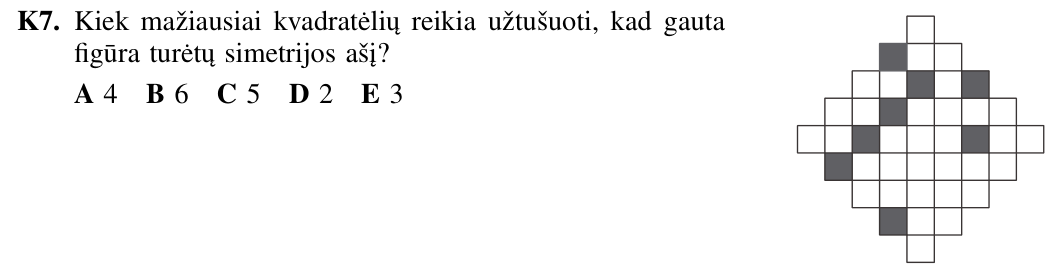 K7. Kiek mažiausiai kvadratėlių reikia užtušuoti, kad gauta
figūra turėtų simetrijos ašį?
A 4 B 6 C 5 D 2 E 3